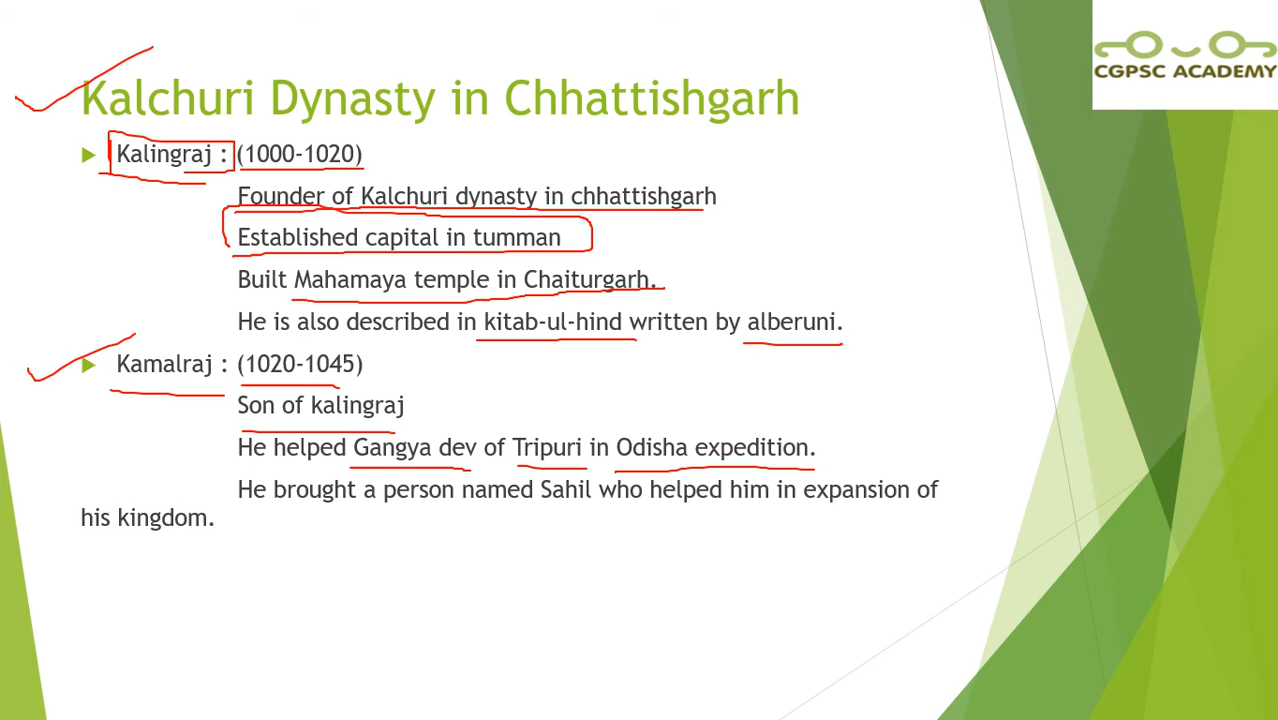 CGPSC ACADEMY
Kalchuri Dynasty in Chhattishgarh
Kalingraj : (1000-1020)
Founder of Kalchuri dynasty in chhattishgarh
Established capital in tumman
Built Mahamaya temple in Chaiturgarh.
He is also described in kitab-ul-hind written by alberuni.
Kamalraj : (1020-1045)
Son of kalingraj
He helped Gangya dev of Tripuri in Odisha expedition.
He brought a person named Sahil who helped him in expansion of
his kingdom.